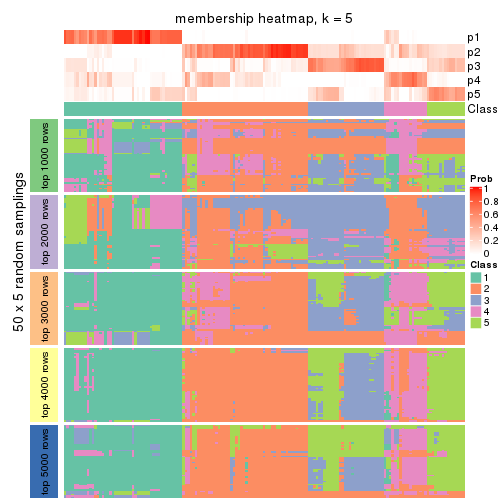 membership heatmap, k = 5
p1
p2
p3
p4
p5
Class
50 x 5 random samplings
top 1000 rows
top 2000 rows
top 3000 rows
top 4000 rows
top 5000 rows
Prob
1
0.8
0.6
0.4
0.2
0
Class
1
2
3
4
5